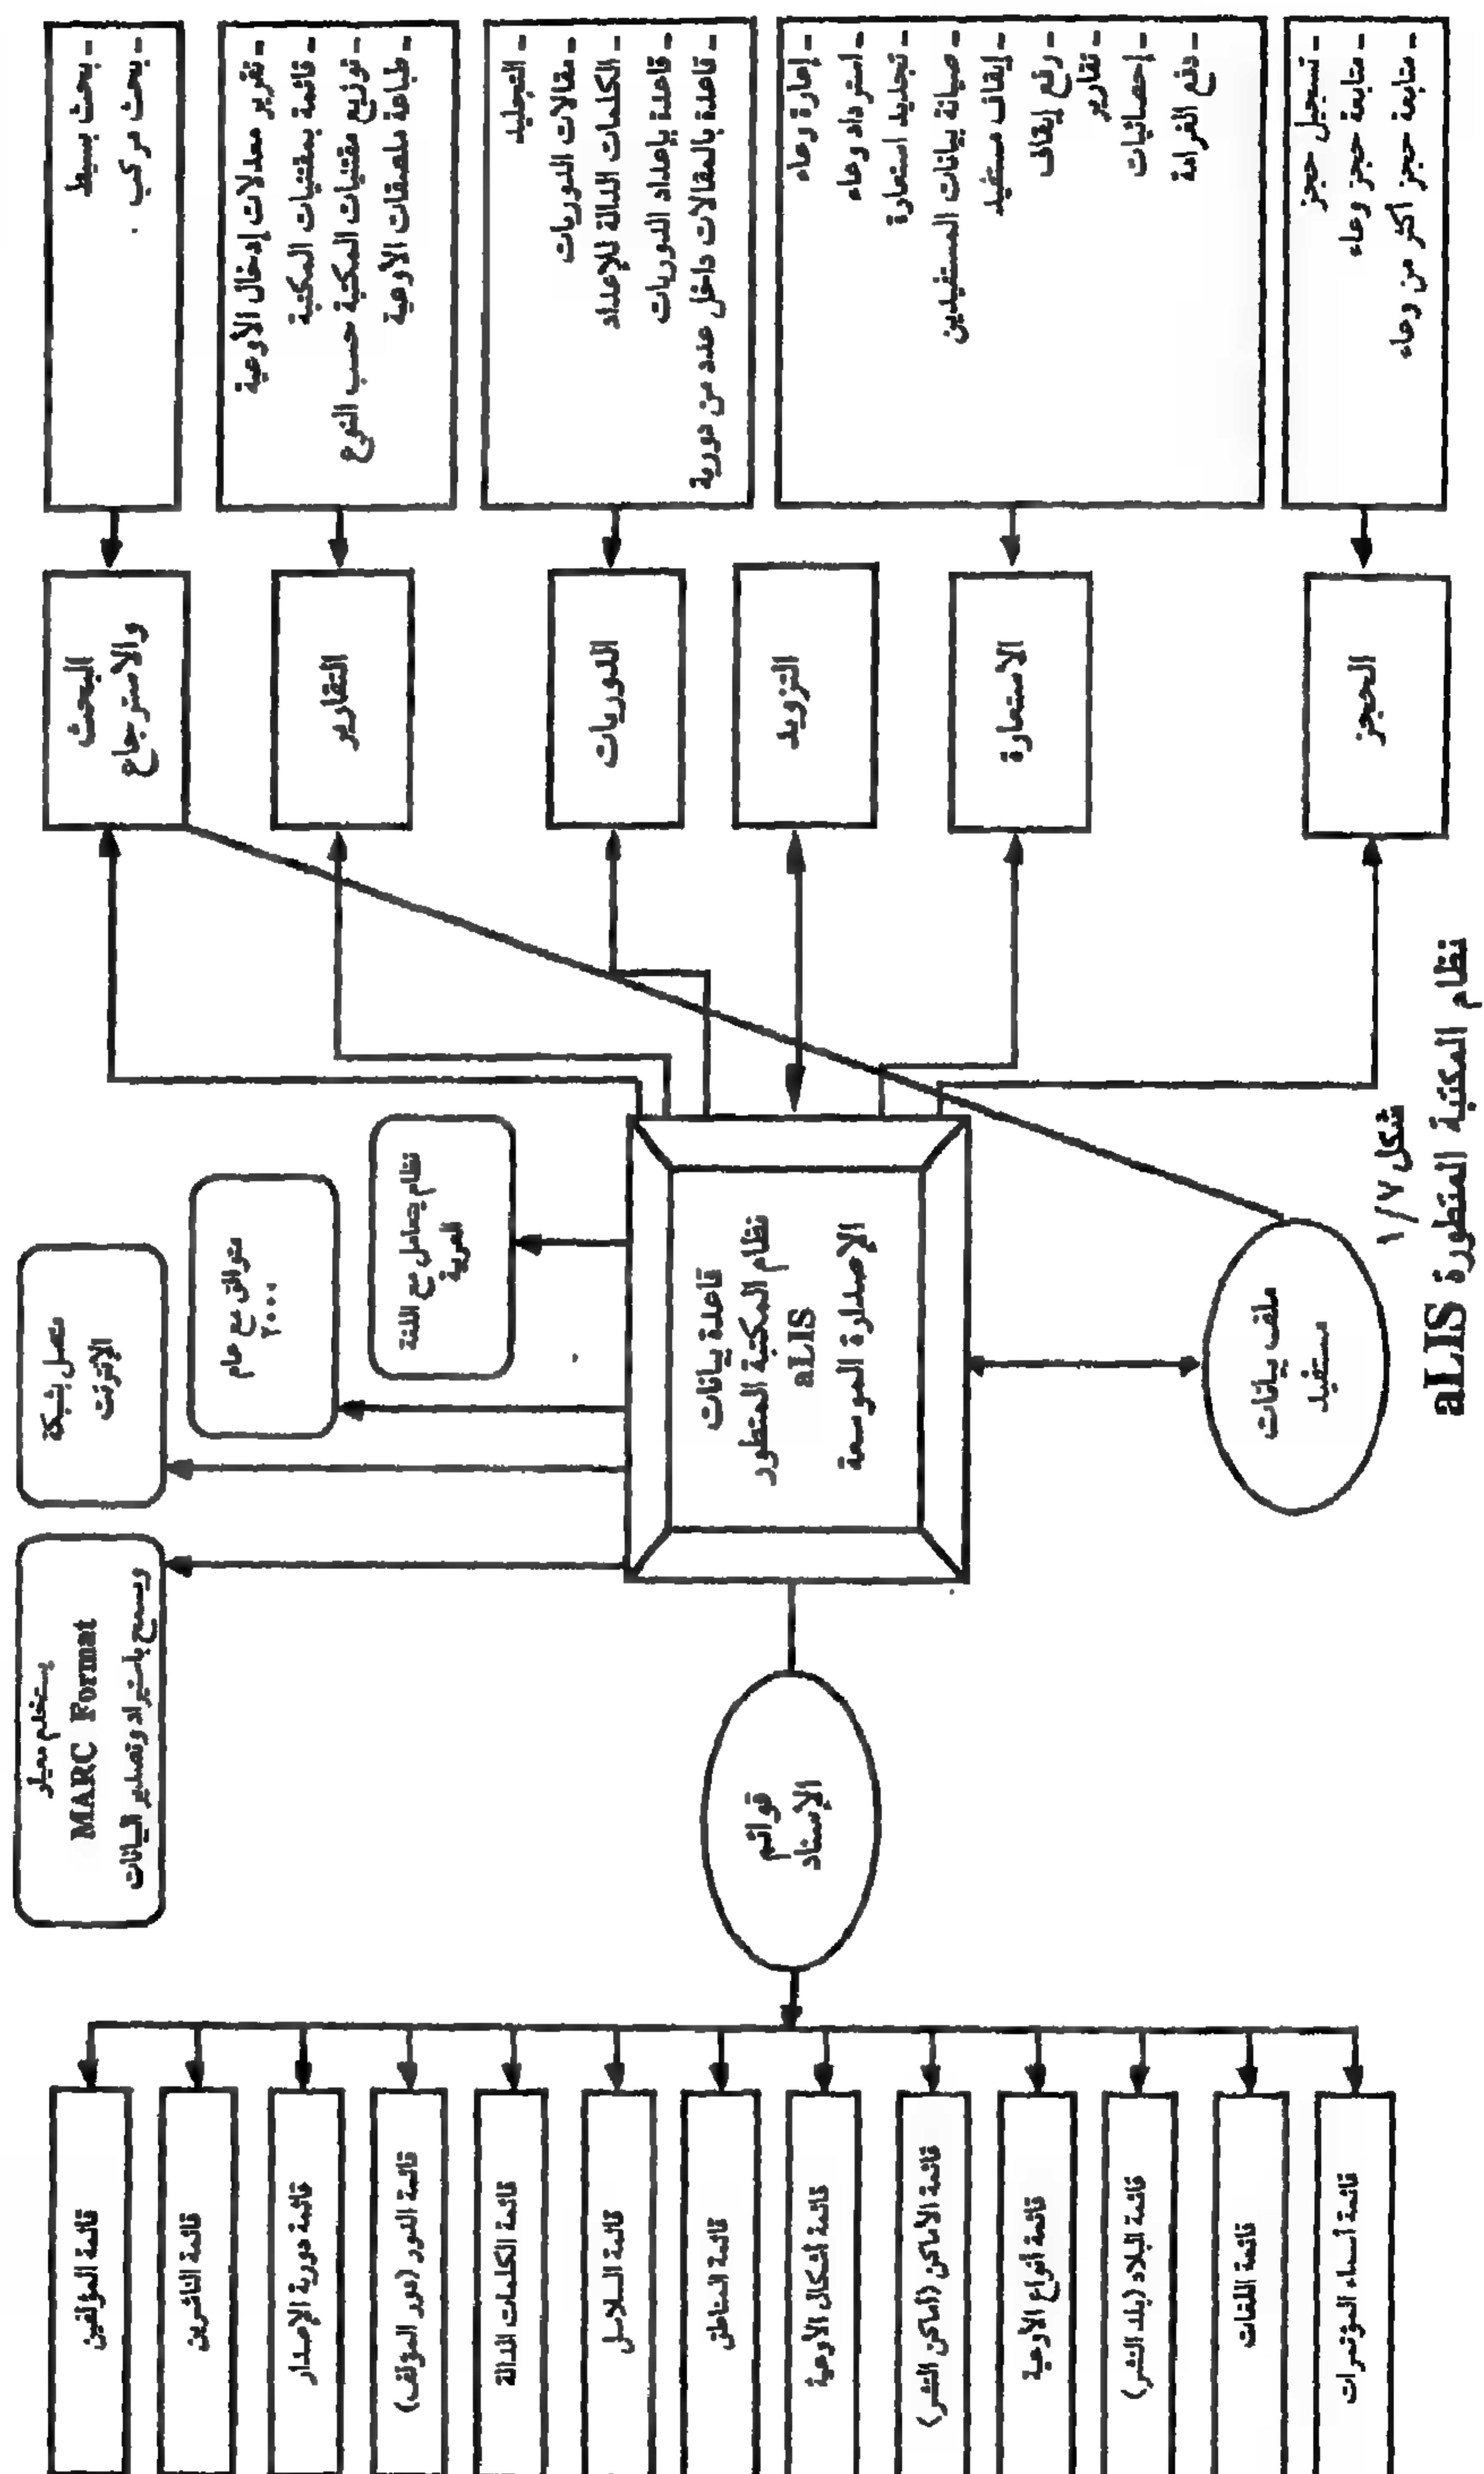 - بحث بسيط
- بحث مركب .
- تقرير معدلات إدخال الأوعية
- قائمة بمقتنيات المكتبة
- توزيع مقتنيات المكتبة حسب النوع
- طباعة ملصقات الأوعية
- التجليد
- مقالات الدوريات
- الكلمات الدالة للإعداد
- قاعدة بإعداد الدوريات
- قاعدة بالمقالات داخل عدد من دورية
- إعارة وعاء
- استرداد وعاء
- تجديد استعارة
- صيانة بيانات المستفيدين
- إيقاف مستفيد
- رفع إيقاف
- تقارير
- إحصائيات
- دفع الغرامة
- تسجيل حجز
- متابعة حجز وعاء
- متابعة حجز أكثر من وعاء
البحث
والاسترجاع
التقارير
الدوريات
التزويد
الاستعارة
الحجز
يستخدم معيار
MARC Format
ويسمح باستيراد وتصدير البيانات
متصل بشبكة
الإنترنت
متوافق مع عام
٢٠٠٠
نظام يتعامل مع اللغة
العربية
قاعدة بيانات
نظام المكتبة المتطور
aLIS
الإصدارة الموسعة
ملف بيانات
مستفيد
قوائم
الإسناد
قائمة المؤلفين
قائمة الناشرين
قائمة دورية الإصدار
قائمة الدور (دور المؤلف)
قائمة الكلمات الدالة
قائمة السلاسل
قائمة المناطق
قائمة أشكال الأوعية
قائمة الأماكن (أماكن النشر)
قائمة أنواع الأوعية
قائمة البلاد (بلد النشر)
قائمة اللغات
قائمة أسماء المؤتمرات
شكل ١/٧
نظام المكتبة المتطورة aLIS